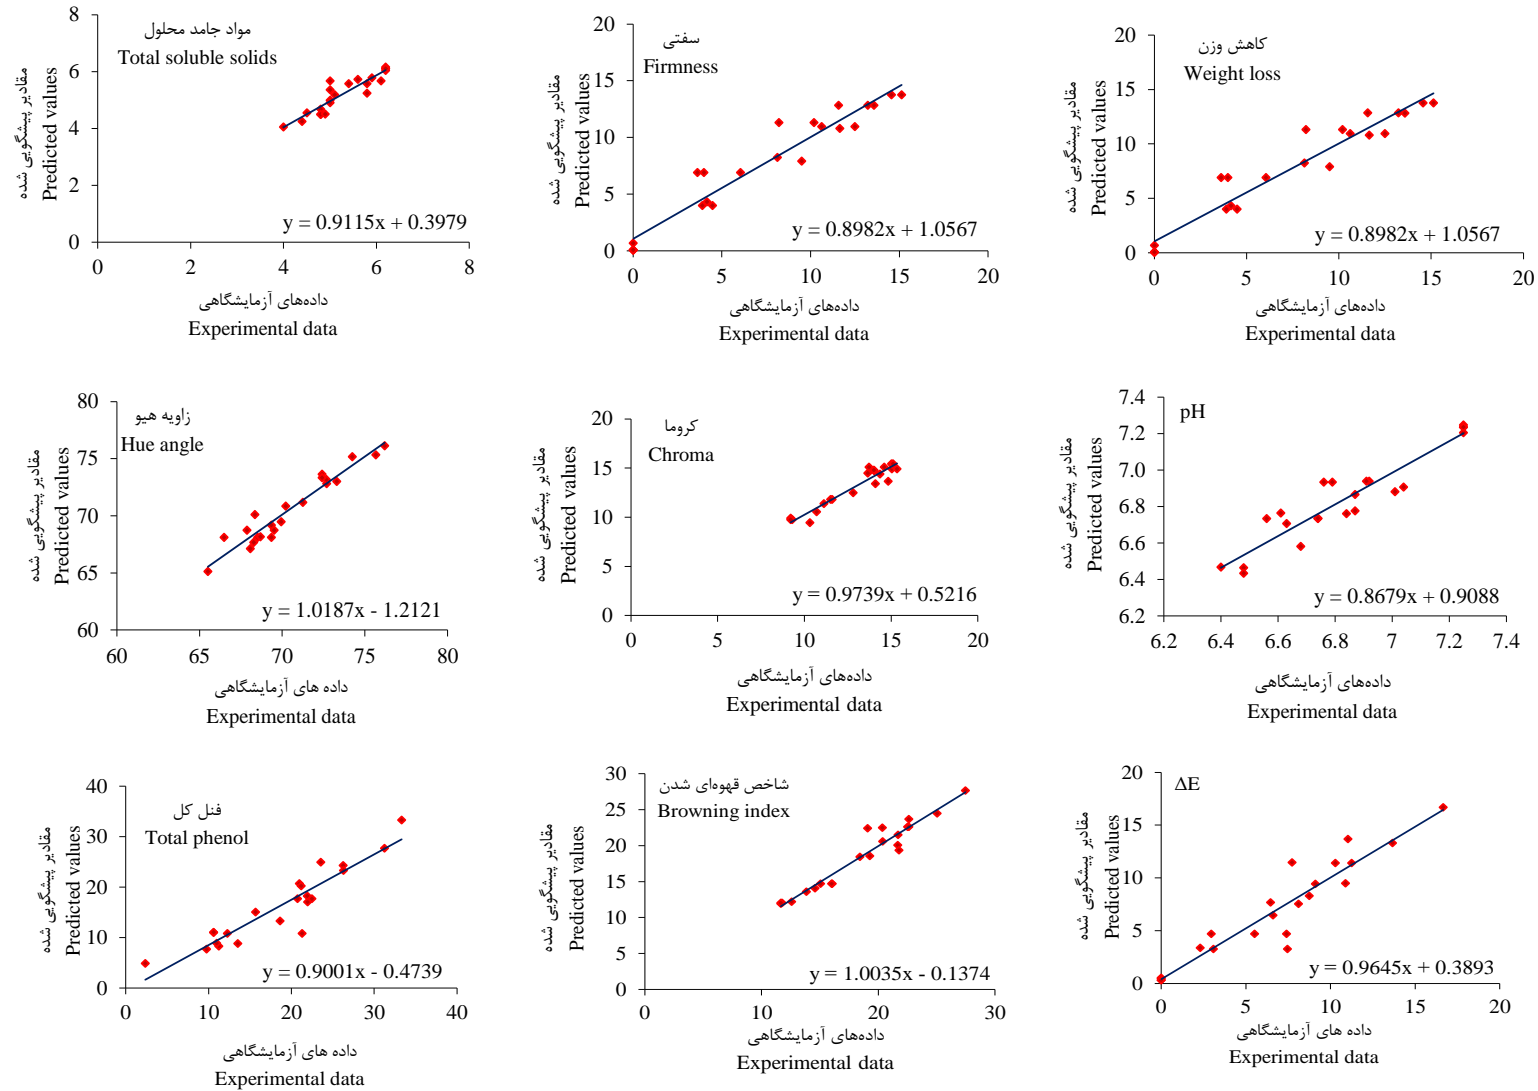 مواد جامد محلول
Total soluble solids
مقادیر پیشگویی شده
Predicted values
8
6
4
2
0
y = 0.9115x + 0.3979
0 2 4 6 8
داده‌های آزمایشگاهی
Experimental data
سفتی
Firmness
مقادیر پیشگویی شده
Predicted values
20
15
10
5
0
y = 0.8982x + 1.0567
0 5 10 15 20
داده‌های آزمایشگاهی
Experimental data
کاهش وزن
Weight loss
مقادیر پیشگویی شده
Predicted values
20
15
10
5
0
y = 0.8982x + 1.0567
0 5 10 15 20
داده‌های آزمایشگاهی
Experimental data
زاویه هیو
Hue angle
مقادیر پیشگویی شده
Predicted values
80
75
70
65
60
y = 1.0187x - 1.2121
60 65 70 75 80
داده های آزمایشگاهی
Experimental data
کروما
Chroma
مقادیر پیشگویی شده
Predicted values
20
15
10
5
0
y = 0.9739x + 0.5216
0 5 10 15 20
داده‌های آزمایشگاهی
Experimental data
pH
مقادیر پیشگویی شده
Predicted values
7.4
7.2
7.0
6.8
6.6
6.4
6.2
y = 0.8679x + 0.9088
6.2 6.4 6.6 6.8 7 7.2 7.4
داده‌های آزمایشگاهی
Experimental data
فنل کل
Total phenol
مقادیر پیشگویی شده
Predicted values
40
30
20
10
0
y = 0.9001x - 0.4739
0 10 20 30 40
داده های آزمایشگاهی
Experimental data
شاخص قهوه‌ای شدن
Browning index
مقادیر پیشگویی شده
Predicted values
30
25
20
15
10
5
0
y = 1.0035x - 0.1374
0 10 20 30
داده‌های آزمایشگاهی
Experimental data
ΔE
مقادیر پیشگویی شده
Predicted values
20
15
10
5
0
y = 0.9645x + 0.3893
0 5 10 15 20
داده های آزمایشگاهی
Experimental data